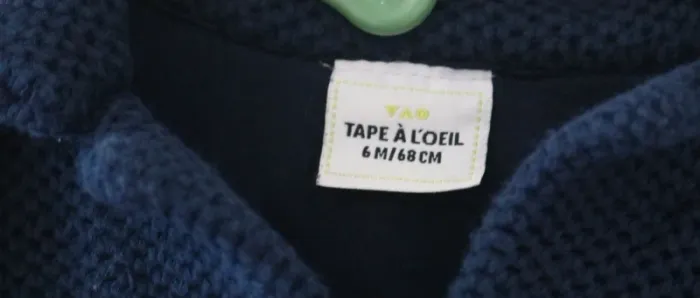 TAO
TAPE À L'OEIL
6 M/68 CM